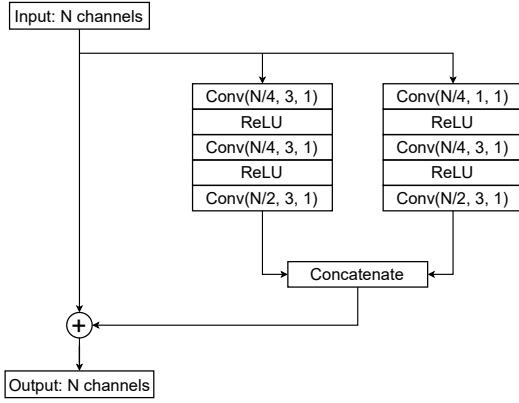 Input: N channels
Conv(N/4, 3, 1)
ReLU
Conv(N/4, 3, 1)
ReLU
Conv(N/2, 3, 1)
Conv(N/4, 1, 1)
ReLU
Conv(N/4, 3, 1)
ReLU
Conv(N/2, 3, 1)
Concatenate
+
Output: N channels